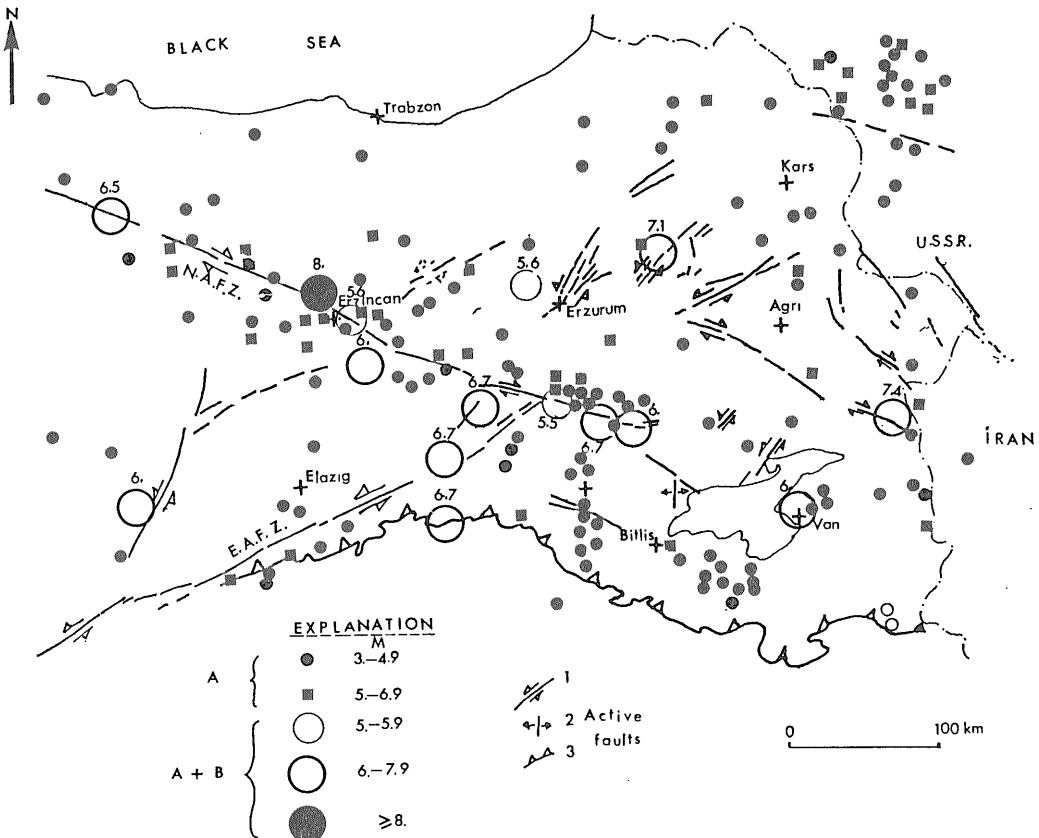 N
BLACK SEA
Trabzon
Kars
6.5
7.1
U.S.S.R.
8.
5.6
N.A.F.Z.
5.6
Erzincan
Erzurum
Agrı
6.
6.7
5.5
6.7
6.
7.4
İRAN
6.7
6.
Elazıg
6.7
6.
Van
E.A.F.Z.
Bitlis
EXPLANATION
M
A
3.–4.9
5.–6.9
A + B
5.–5.9
6.–7.9
≥8.
1
2 Active
faults
3
0 100 km